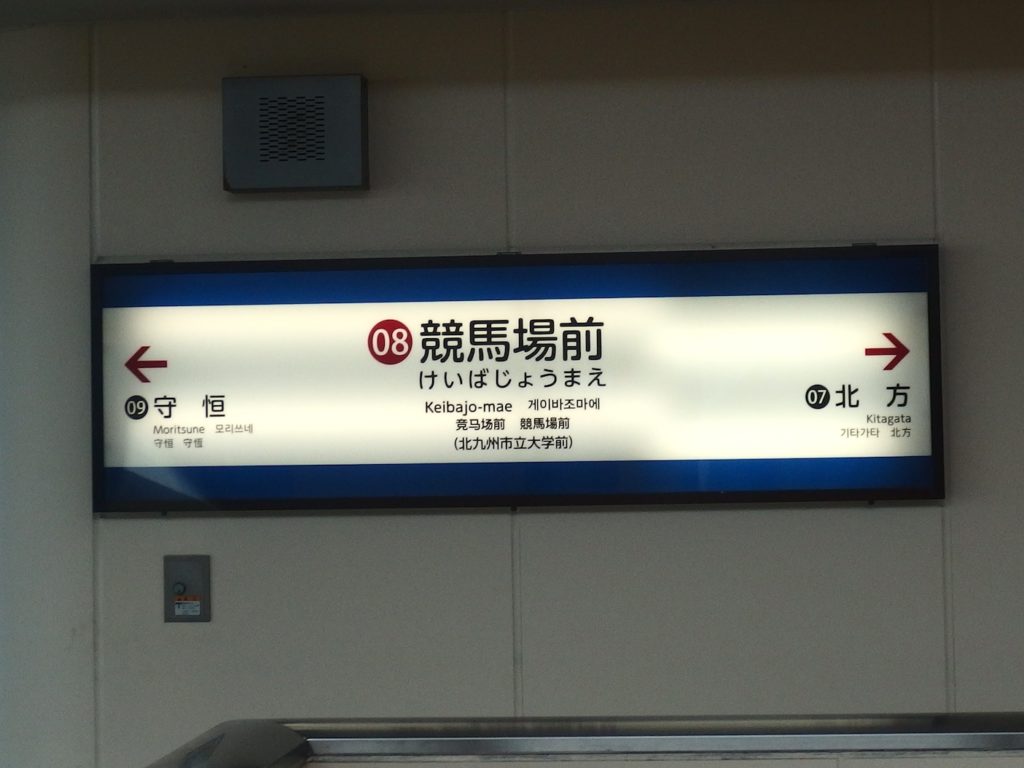 08 競馬場前
けいばじょうまえ
Keibajo-mae 게이바조마에
竞马场前 競馬場前
(北九州市立大学前)
←
09 守 恒
Moritsune 모리쓰네
守恒 守恆
→
07 北 方
Kitagata
기타가타 北方